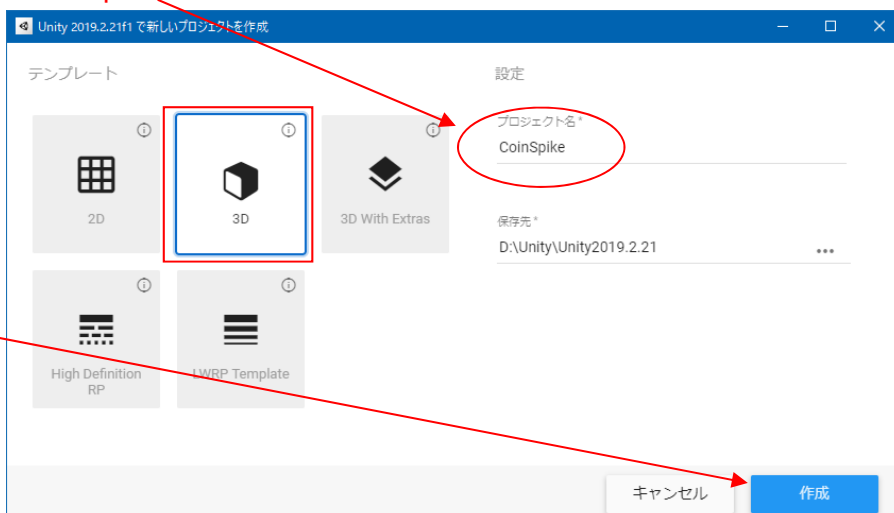 Unity 2019.2.21f1 で新しいプロジェクトを作成
テンプレート
設定
2D
3D
3D With Extras
High Definition
RP
LWRP Template
プロジェクト名*
CoinSpike
保存先*
D:\Unity\Unity2019.2.21
キャンセル
作成